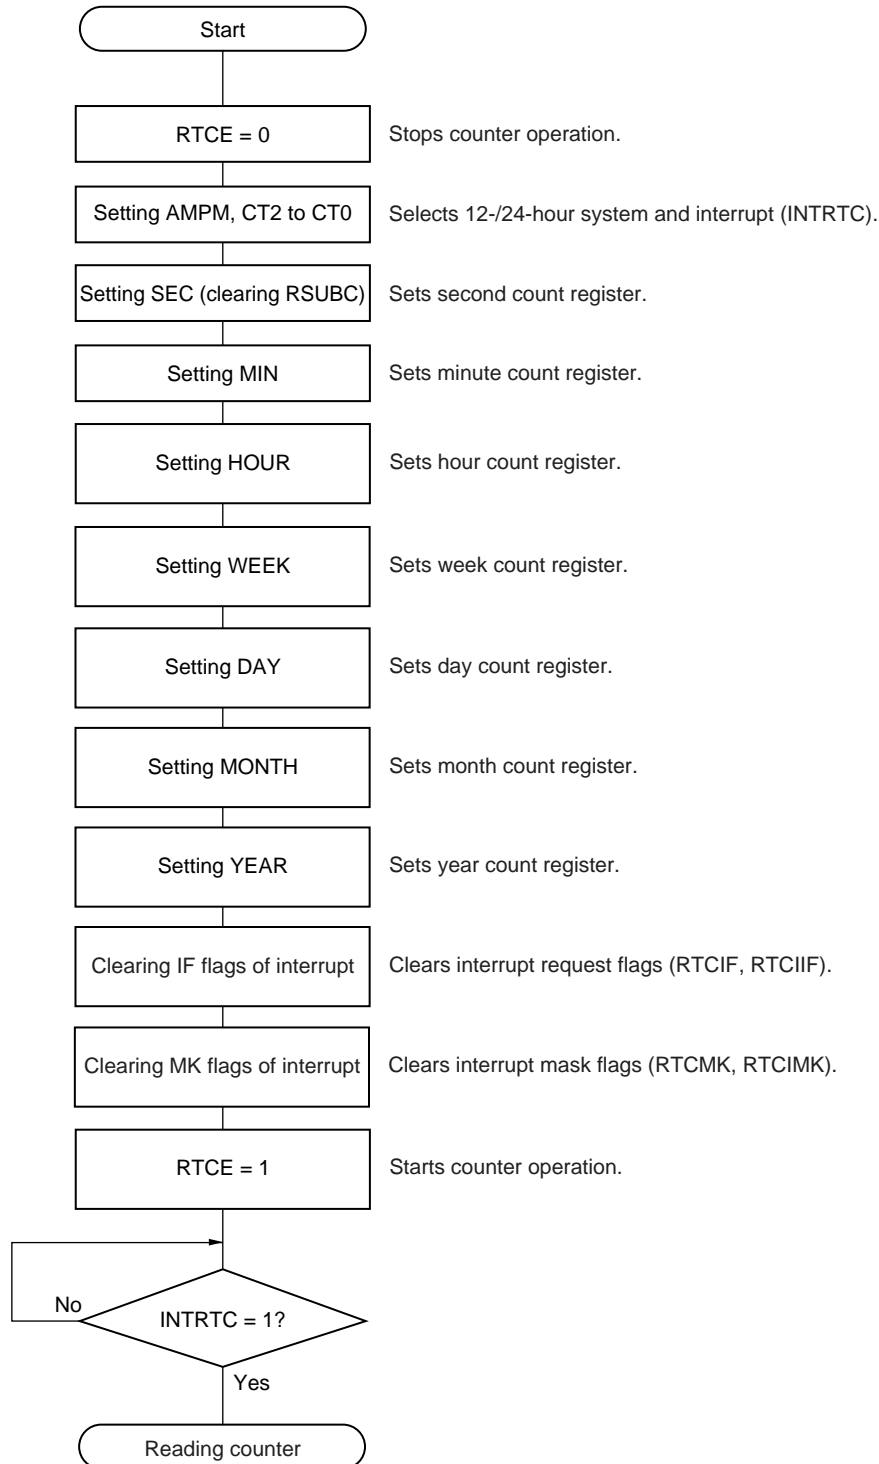 Start
RTCE = 0
Stops counter operation.
Setting AMPM, CT2 to CT0
Selects 12-/24-hour system and interrupt (INTRTC).
Setting SEC (clearing RSUBC)
Sets second count register.
Setting MIN
Sets minute count register.
Setting HOUR
Sets hour count register.
Setting WEEK
Sets week count register.
Setting DAY
Sets day count register.
Setting MONTH
Sets month count register.
Setting YEAR
Sets year count register.
Clearing IF flags of interrupt
Clears interrupt request flags (RTCIF, RTCIIF).
Clearing MK flags of interrupt
Clears interrupt mask flags (RTCMK, RTCIMK).
RTCE = 1
Starts counter operation.
No
INTRTC = 1?
Yes
Reading counter